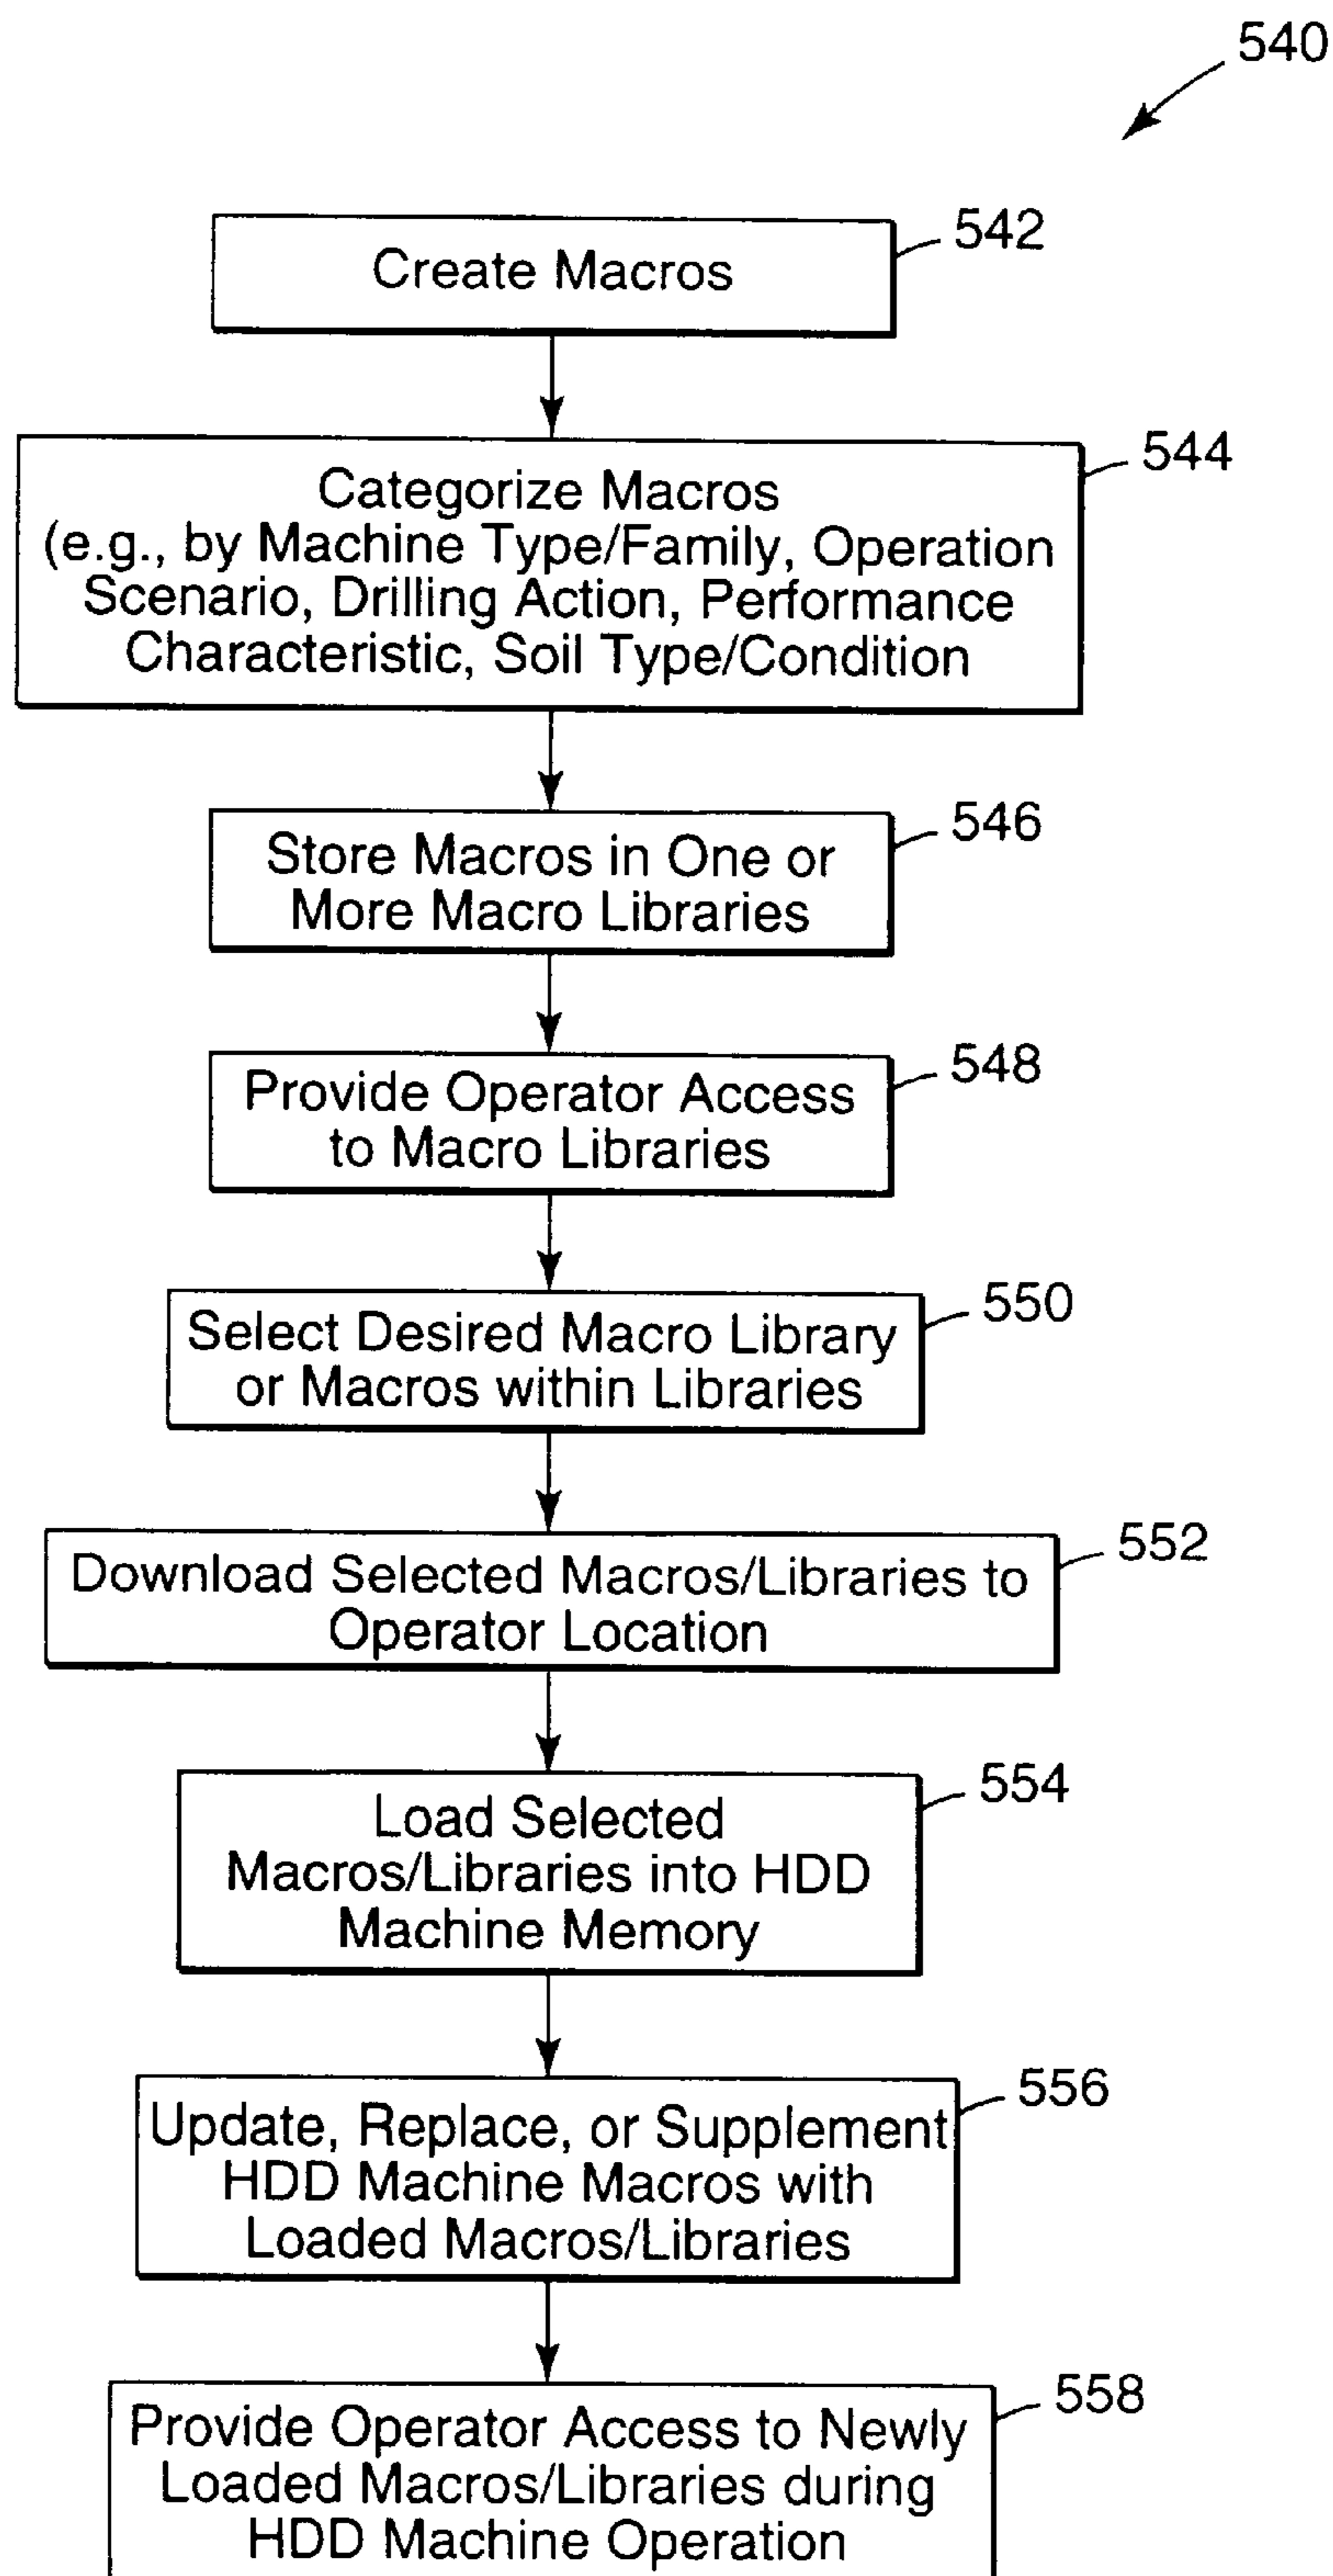 540
542
Create Macros
544
Categorize Macros
(e.g., by Machine Type/Family, Operation
Scenario, Drilling Action, Performance
Characteristic, Soil Type/Condition
546
Store Macros in One or
More Macro Libraries
548
Provide Operator Access
to Macro Libraries
550
Select Desired Macro Library
or Macros within Libraries
552
Download Selected Macros/Libraries to
Operator Location
554
Load Selected
Macros/Libraries into HDD
Machine Memory
556
Update, Replace, or Supplement
HDD Machine Macros with
Loaded Macros/Libraries
558
Provide Operator Access to Newly
Loaded Macros/Libraries during
HDD Machine Operation